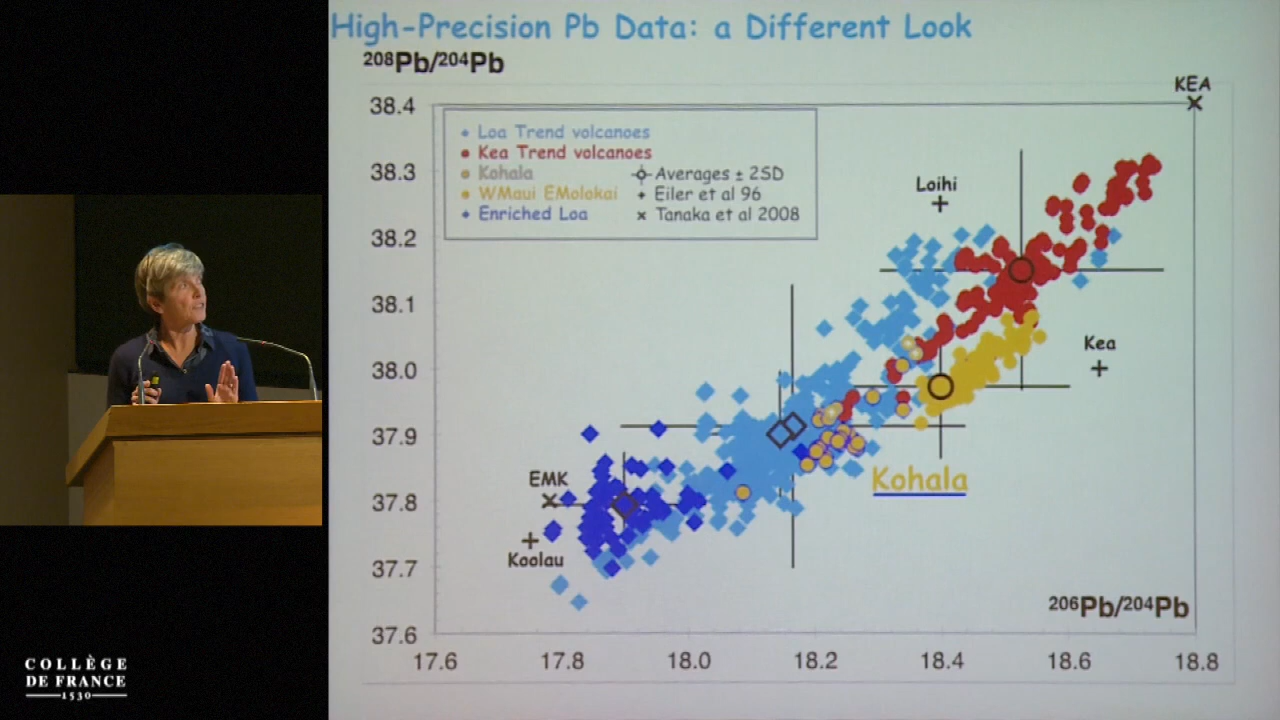 High-Precision Pb Data: a Different Look
208Pb/204Pb
KEA
38.4
38.3
38.2
38.1
38.0
37.9
37.8
37.7
37.6
Loa Trend volcanoes
Kea Trend volcanoes
Kohala
WMaui EMolokai
Enriched Loa
Averages ± 2SD
Eiler et al 96
Tanaka et al 2008
Loihi
Kea
Kohala
EMK
Koolau
206Pb/204Pb
17.6 17.8 18.0 18.2 18.4 18.6 18.8
COLLÈGE
DE FRANCE
1530